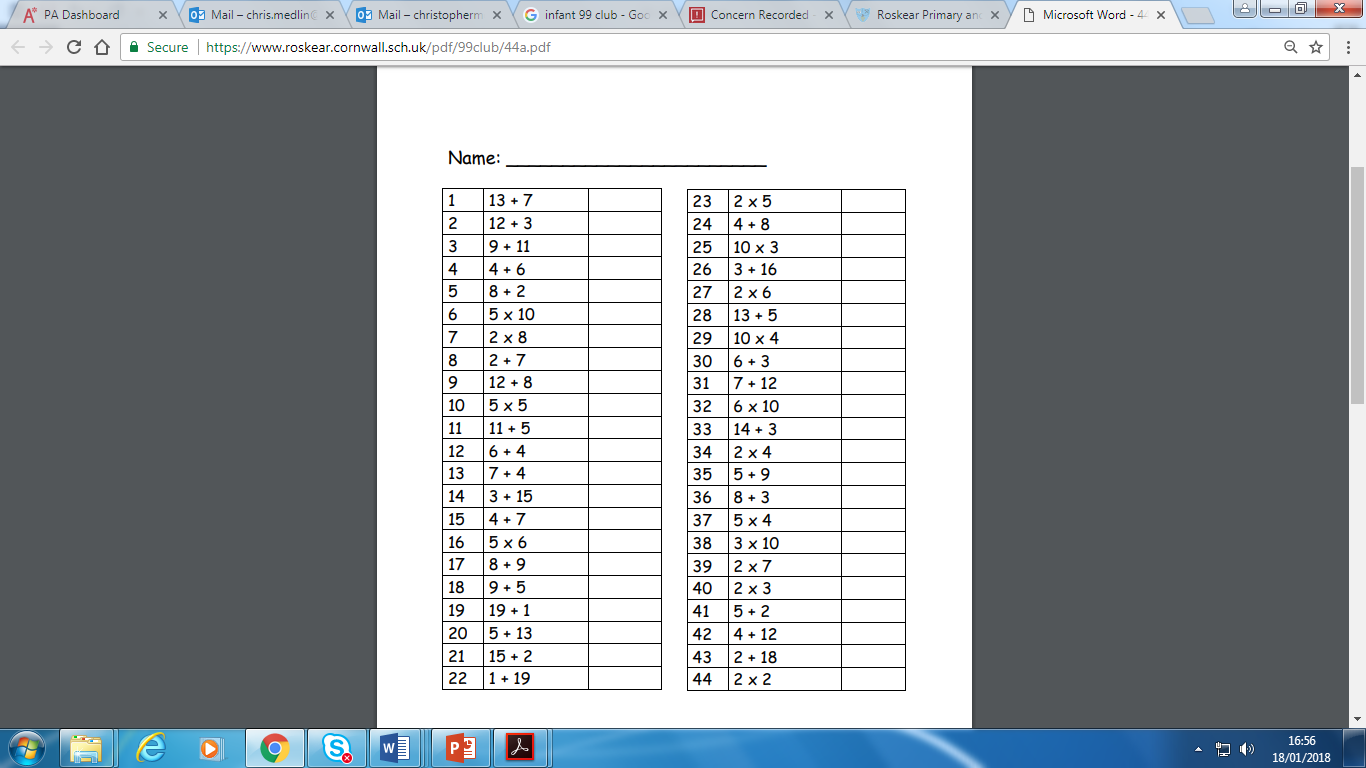 PA Dashboard
Mail – chris.medlin@
Mail – christopherm
infant 99 club - Goo
Concern Recorded -
Roskear Primary and
Microsoft Word - 44
Secure
https://www.roskear.cornwall.sch.uk/pdf/99club/44a.pdf
Name: ___________________________
1 13 + 7
2 12 + 3
3 9 + 11
4 4 + 6
5 8 + 2
6 5 x 10
7 2 x 8
8 2 + 7
9 12 + 8
10 5 x 5
11 11 + 5
12 6 + 4
13 7 + 4
14 3 + 15
15 4 + 7
16 5 x 6
17 8 + 9
18 9 + 5
19 19 + 1
20 5 + 13
21 15 + 2
22 1 + 19
23 2 x 5
24 4 + 8
25 10 x 3
26 3 + 16
27 2 x 6
28 13 + 5
29 10 x 4
30 6 + 3
31 7 + 12
32 6 x 10
33 14 + 3
34 2 x 4
35 5 + 9
36 8 + 3
37 5 x 4
38 3 x 10
39 2 x 7
40 2 x 3
41 5 + 2
42 4 + 12
43 2 + 18
44 2 x 2
16:56
18/01/2018